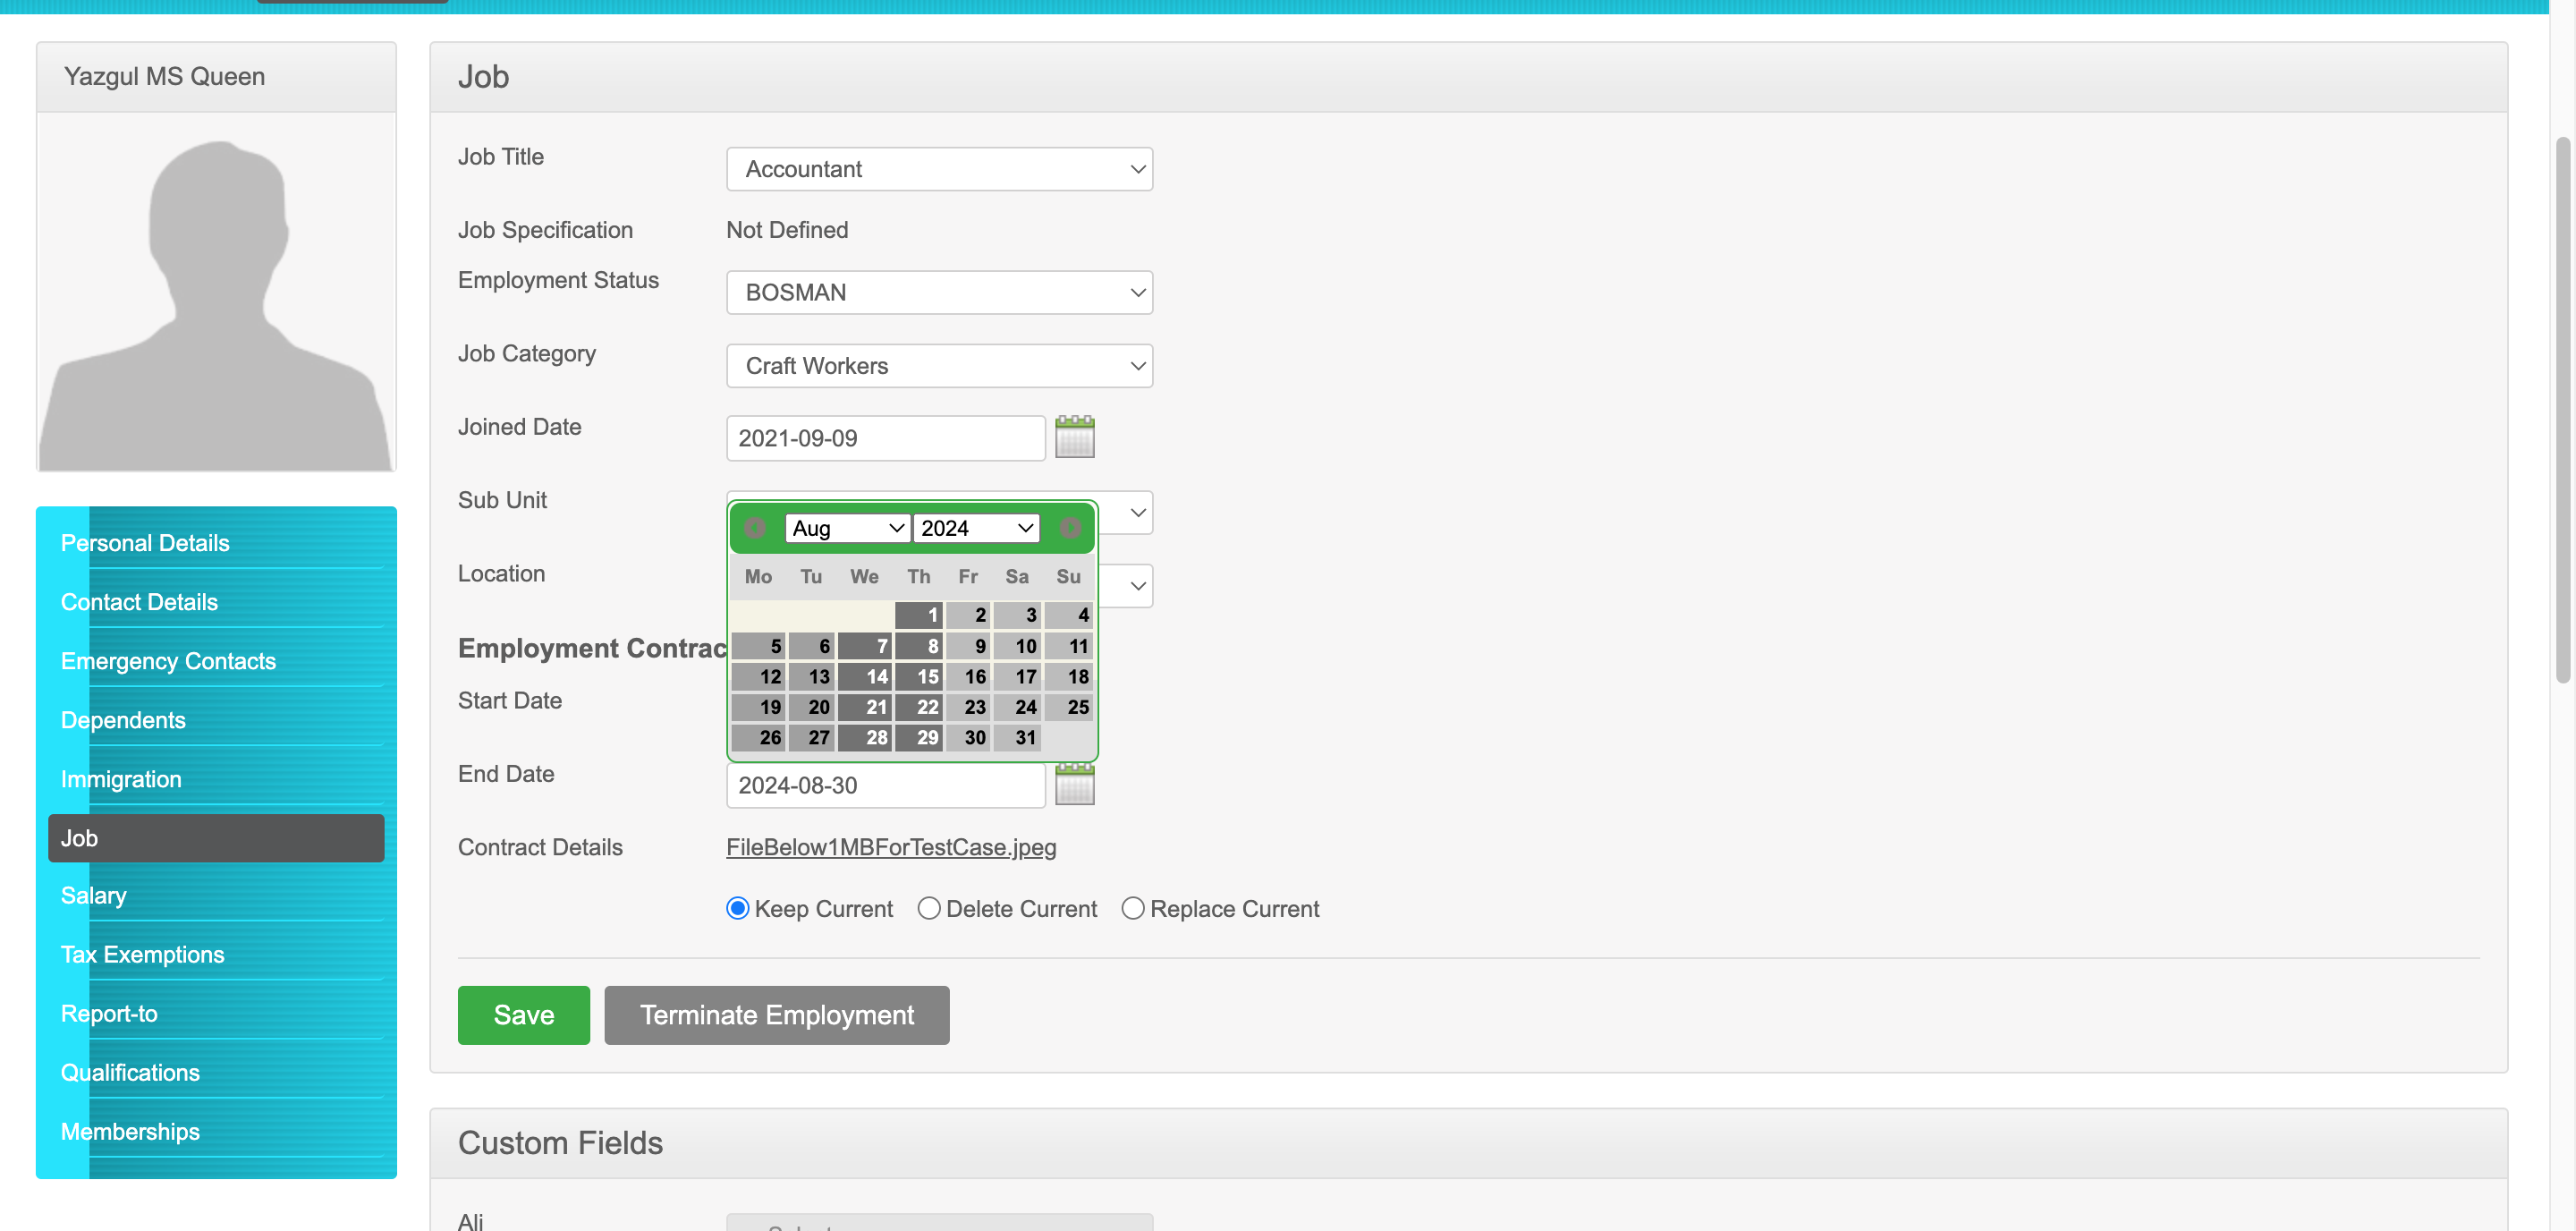 Yazgul MS Queen
Personal Details
Contact Details
Emergency Contacts
Dependents
Immigration
Job
Salary
Tax Exemptions
Report-to
Qualifications
Memberships
Job
Job Title Accountant
Job Specification Not Defined
Employment Status BOSMAN
Job Category Craft Workers
Joined Date 2021-09-09
Sub Unit
Aug 2024
Mo Tu We Th Fr Sa Su
1 2 3 4
5 6 7 8 9 10 11
12 13 14 15 16 17 18
19 20 21 22 23 24 25
26 27 28 29 30 31
Location
Employment Contrac
Start Date
End Date 2024-08-30
Contract Details FileBelow1MBForTestCase.jpeg
Keep Current Delete Current Replace Current
Save Terminate Employment
Custom Fields
Ali